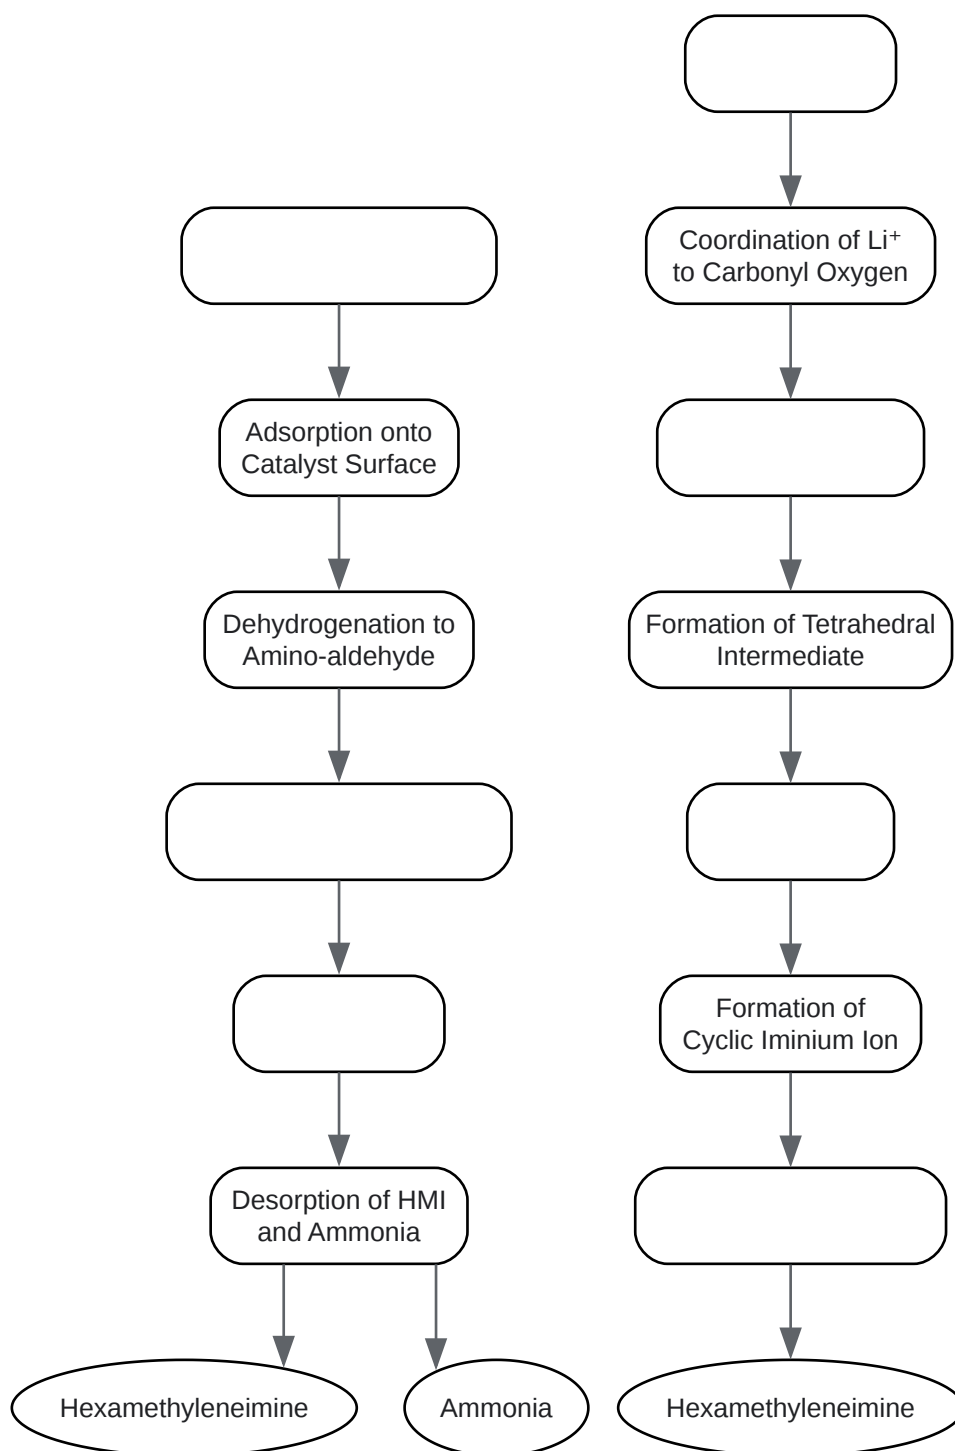 Coordination of Li⁺
to Carbonyl Oxygen
Adsorption onto
Catalyst Surface
Dehydrogenation to
Amino-aldehyde
Formation of Tetrahedral
Intermediate
Formation of
Cyclic Iminium Ion
Desorption of HMI
and Ammonia
Hexamethyleneimine
Ammonia
Hexamethyleneimine